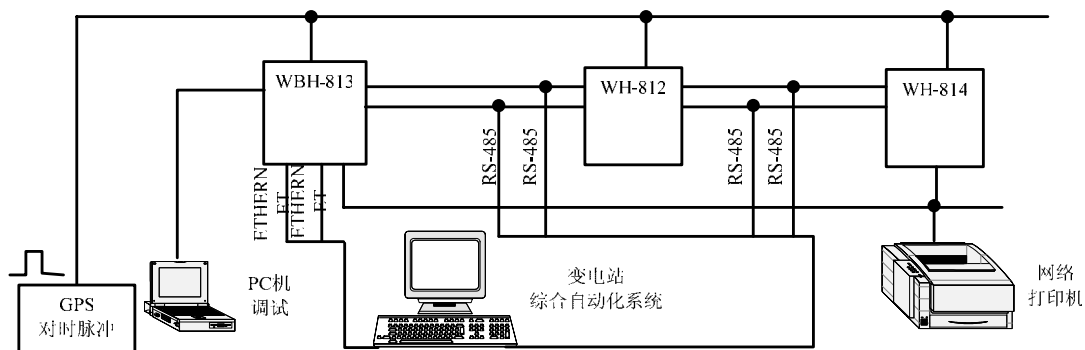 WBH-813
WH-812
WH-814
RS-485
RS-485
RS-485
RS-485
ETHERN
ET
ETHERN
ET
GPS
对时脉冲
PC机
调试
变电站
综合自动化系统
网络
打印机